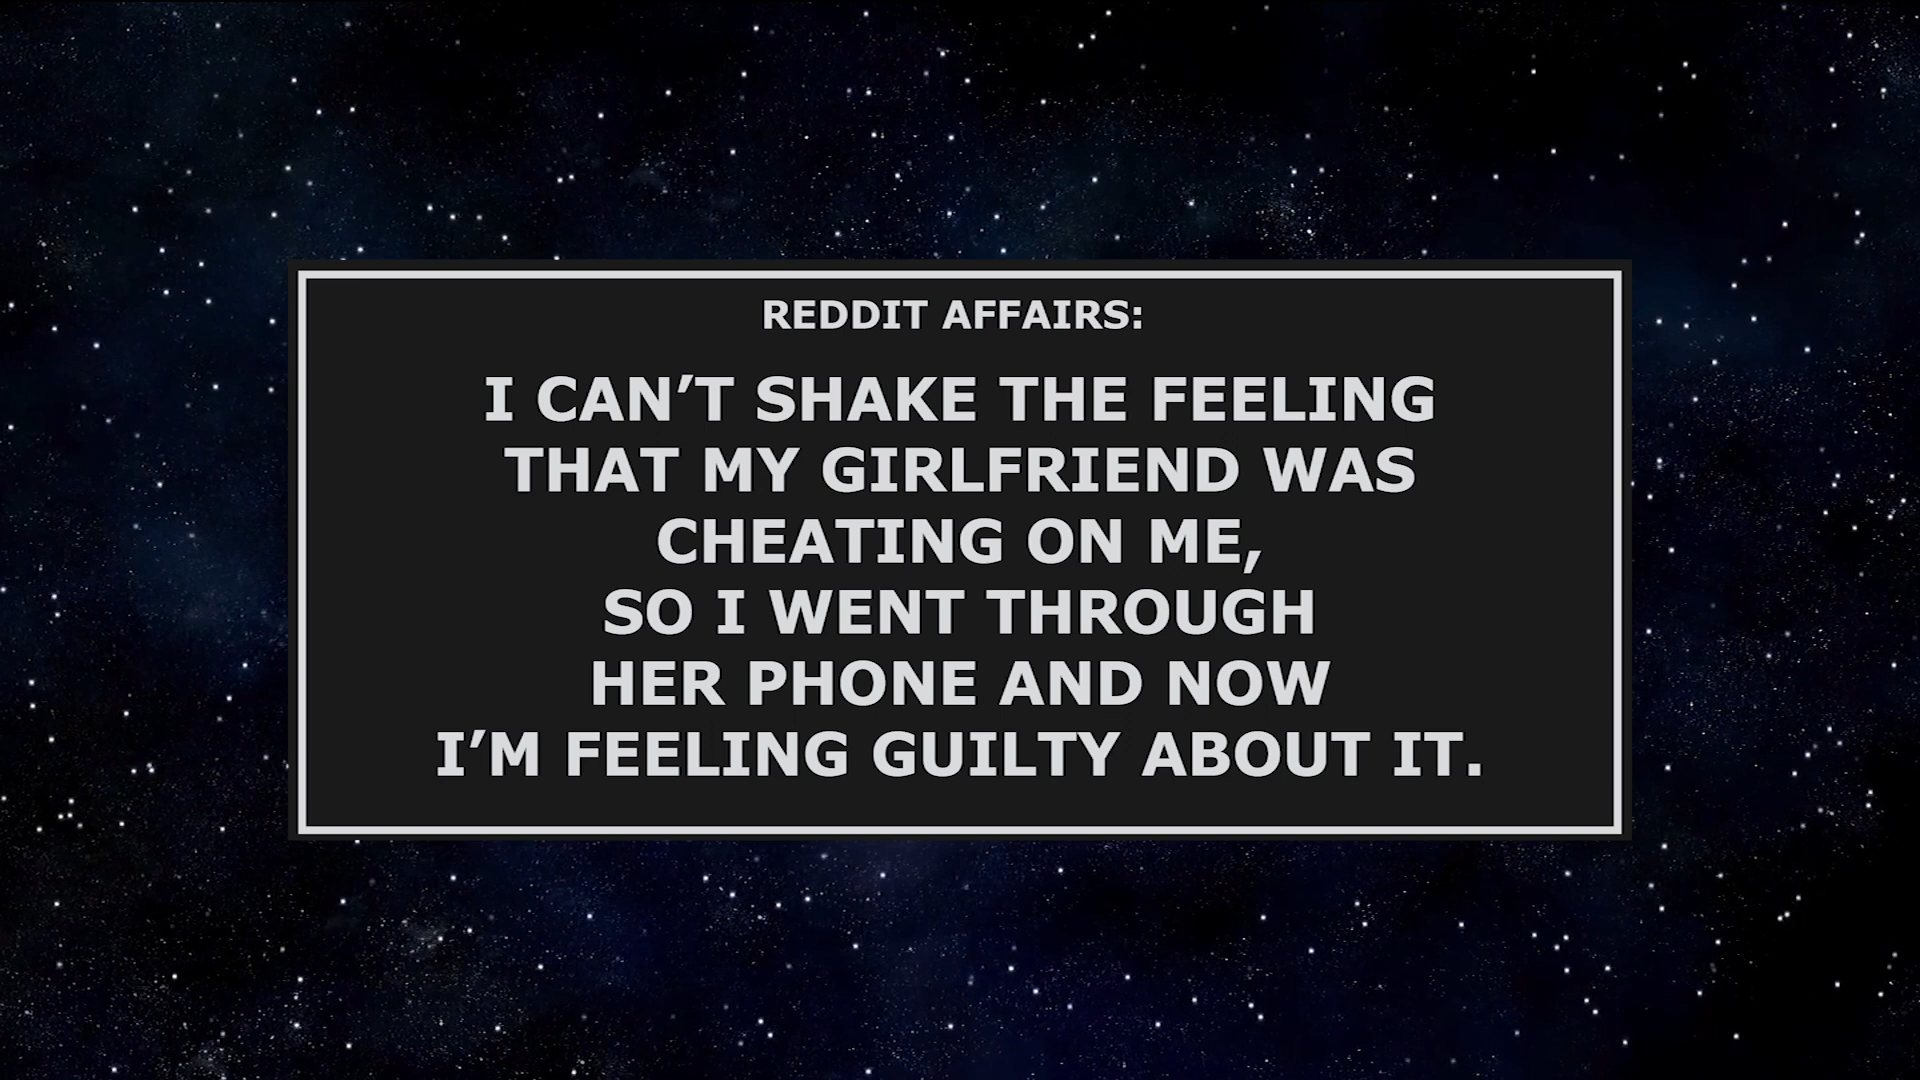 REDDIT AFFAIRS:
I CAN’T SHAKE THE FEELING
THAT MY GIRLFRIEND WAS
CHEATING ON ME,
SO I WENT THROUGH
HER PHONE AND NOW
I’M FEELING GUILTY ABOUT IT.